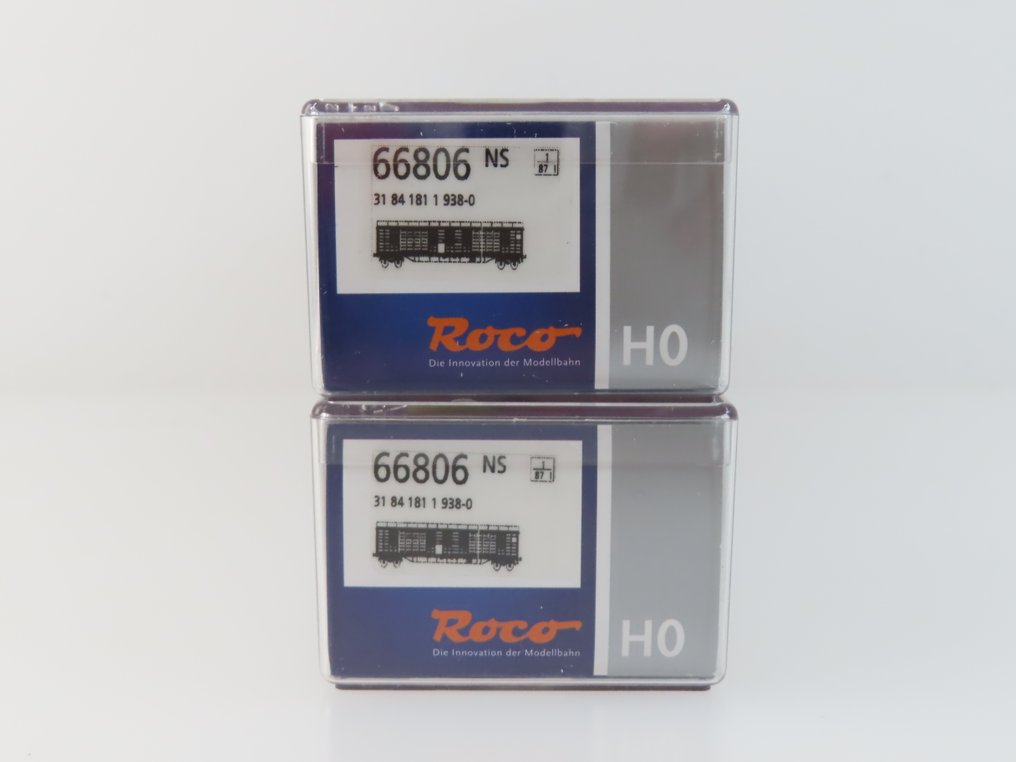 66806 NS 1 87
31 84 181 1 938-0
Roco
Die Innovation der Modellbahn
H0
66806 NS 1 87
31 84 181 1 938-0
Roco
Die Innovation der Modellbahn
H0